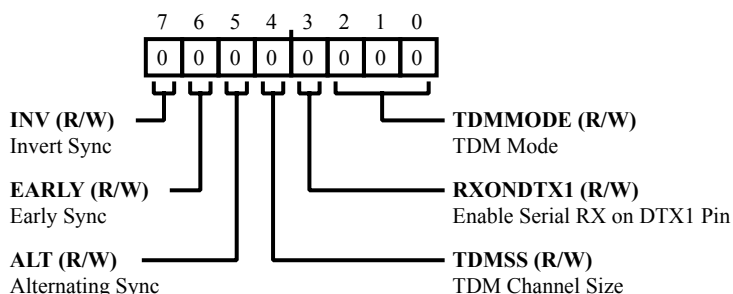 7 6 5 4 3 2 1 0
0 0 0 0 0 0 0 0
INV (R/W)
Invert Sync
EARLY (R/W)
Early Sync
ALT (R/W)
Alternating Sync
TDMMODE (R/W)
TDM Mode
RXONDTX1 (R/W)
Enable Serial RX on DTX1 Pin
TDMSS (R/W)
TDM Channel Size